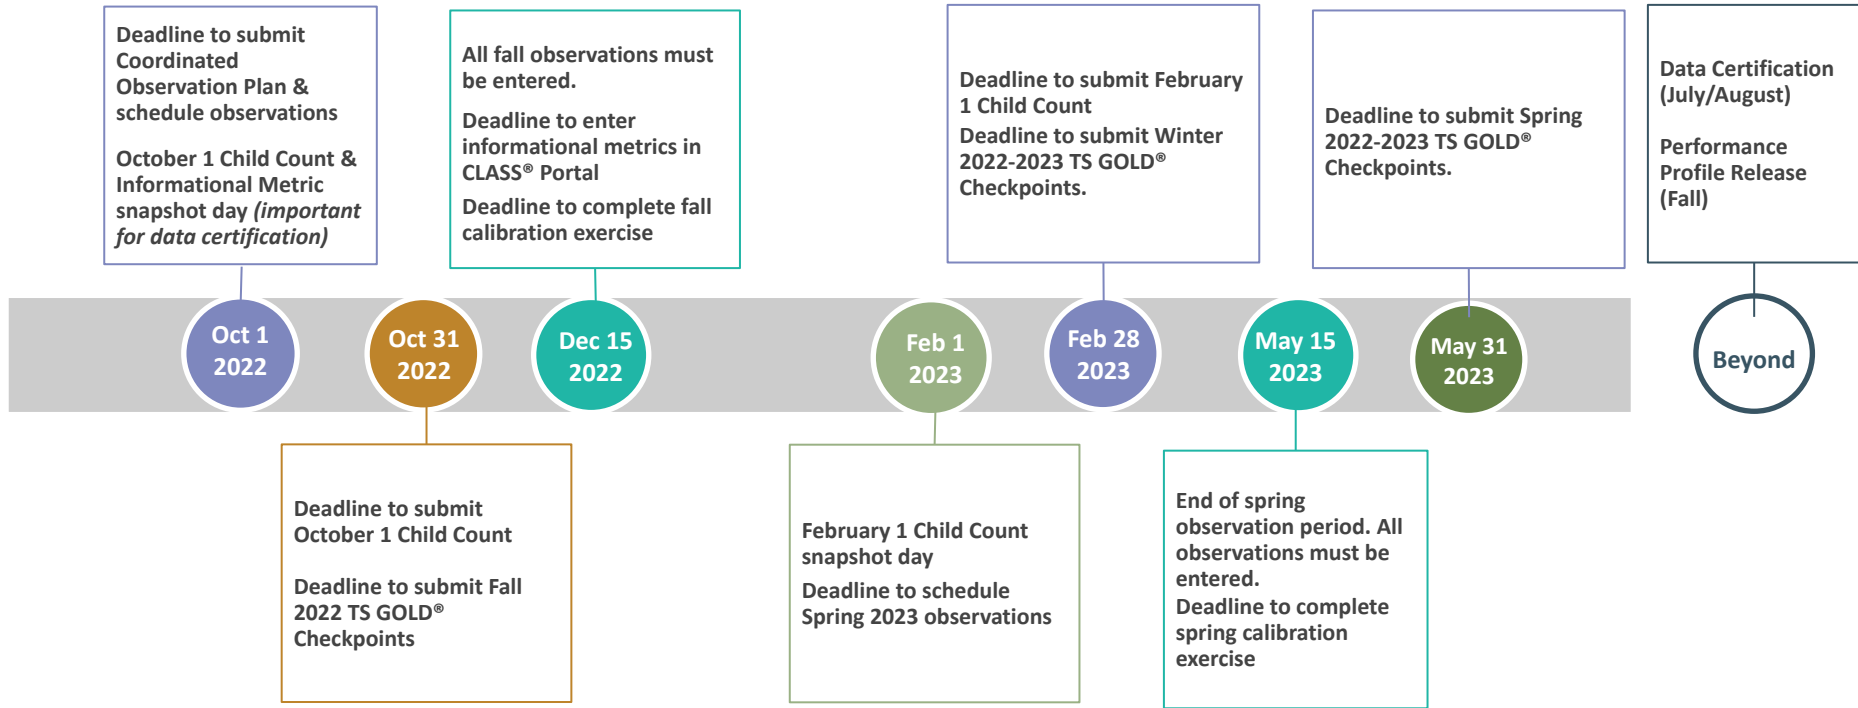 Deadline to submit
Coordinated
Observation Plan &
schedule observations
October 1 Child Count &
Informational Metric
snapshot day (important
for data certification)
All fall observations must
be entered.
Deadline to enter
informational metrics in
CLASS® Portal
Deadline to complete fall
calibration exercise
Deadline to submit February
1 Child Count
Deadline to submit Winter
2022-2023 TS GOLD®
Checkpoints.
Deadline to submit Spring
2022-2023 TS GOLD®
Checkpoints.
Data Certification
(July/August)
Performance
Profile Release
(Fall)
Oct 1
2022
Oct 31
2022
Dec 15
2022
Feb 1
2023
Feb 28
2023
May 15
2023
May 31
2023
Beyond
Deadline to submit
October 1 Child Count
Deadline to submit Fall
2022 TS GOLD®
Checkpoints
February 1 Child Count
snapshot day
Deadline to schedule
Spring 2023 observations
End of spring
observation period. All
observations must be
entered.
Deadline to complete
spring calibration
exercise